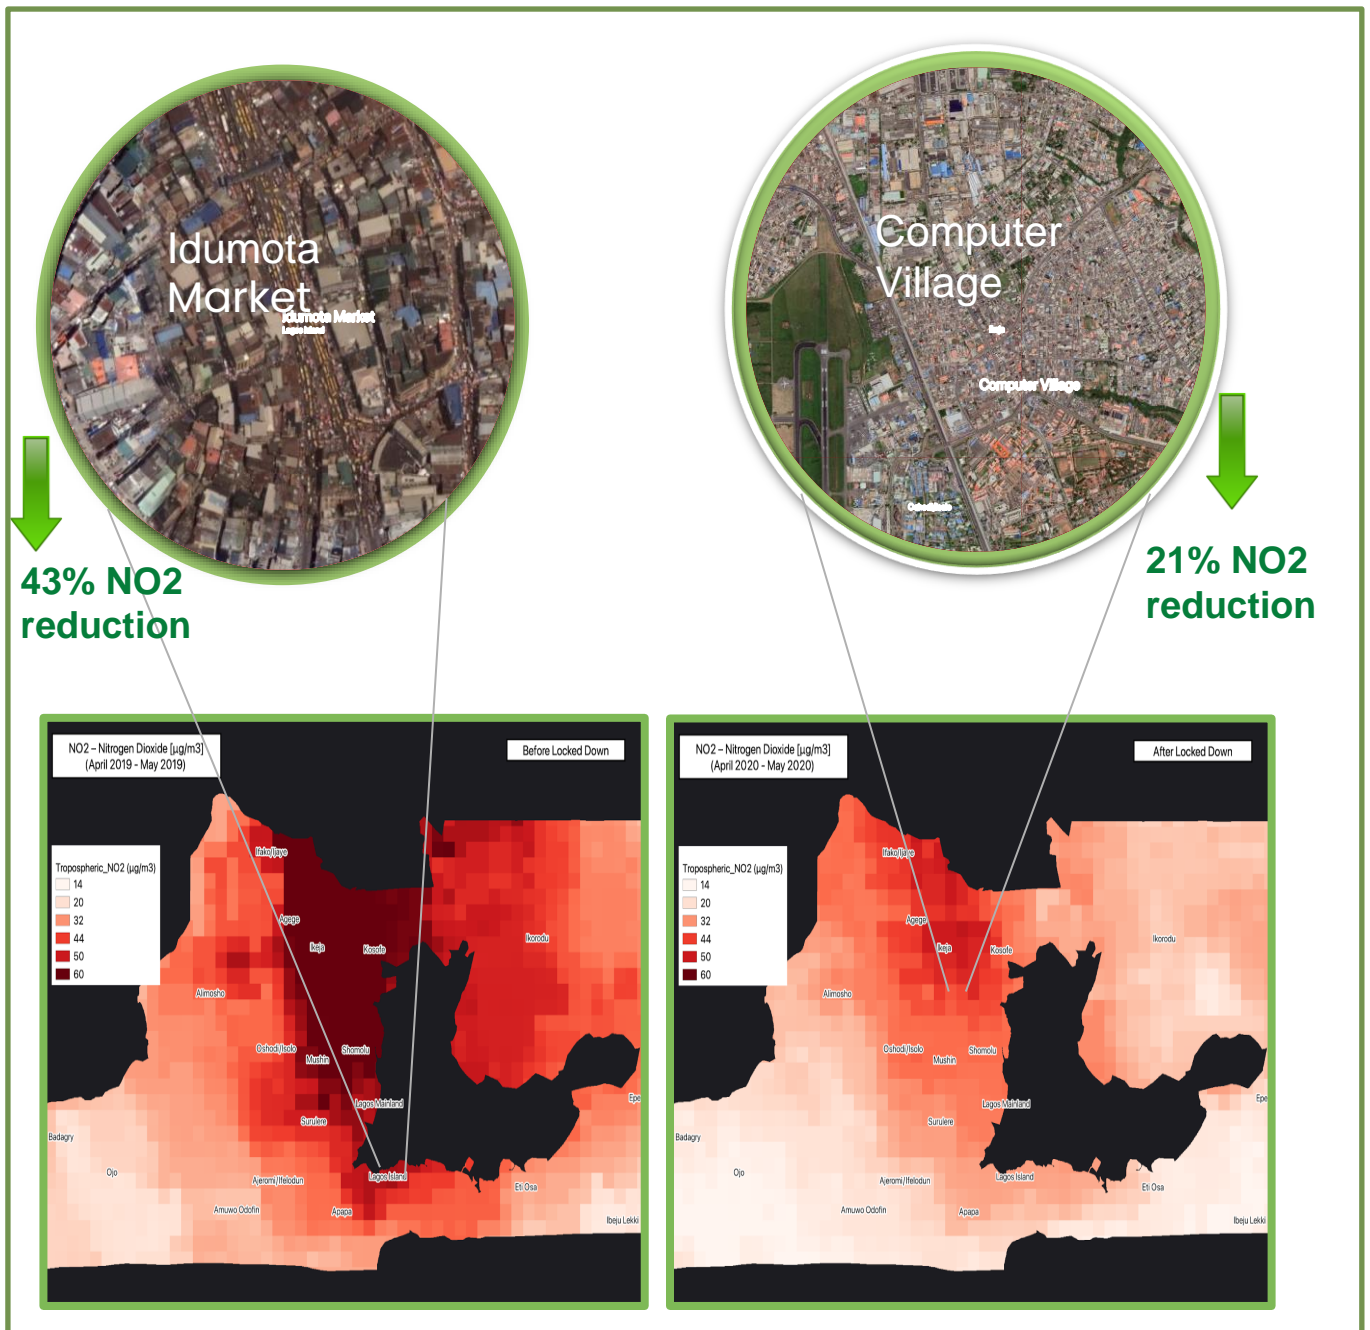 Idumota
Market
Idumota Market
Lagos Island
Computer
Village
Ikeja
Computer Village
Oshodi/Isolo
43% NO2
reduction
21% NO2
reduction
NO2 – Nitrogen Dioxide [µg/m3]
(April 2019 - May 2019)
Before Locked Down
Tropospheric_NO2 (µg/m3)
14
20
32
44
50
60
Ifako/Ijaye
Agege
Ikeja
Kosofe
Ikorodu
Alimosho
Oshodi/Isolo
Mushin
Shomolu
Lagos Mainland
Surulere
Epe
Badagry
Ojo
Ajeromi/Ifelodun
Lagos Island
Eti Osa
Amuwo Odofin
Apapa
Ibeju Lekki
NO2 – Nitrogen Dioxide [µg/m3]
(April 2020 - May 2020)
After Locked Down
Tropospheric_NO2 (µg/m3)
14
20
32
44
50
60
Ifako/Ijaye
Agege
Ikeja
Kosofe
Ikorodu
Alimosho
Oshodi/Isolo
Mushin
Shomolu
Lagos Mainland
Surulere
Epe
Badagry
Ojo
Ajeromi/Ifelodun
Lagos Island
Eti Osa
Amuwo Odofin
Apapa
Ibeju Lekki